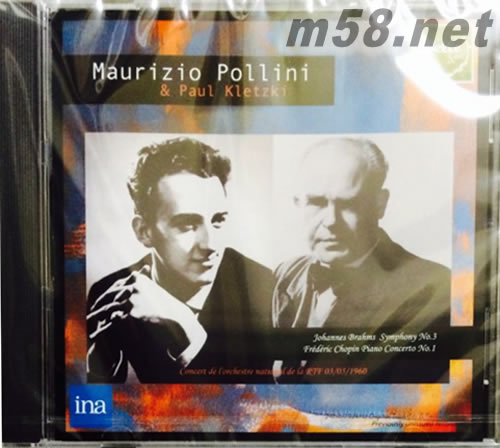 m58.net
Maurizio Pollini
& Paul Kletzki
Johannes Brahms Symphony No.3
Frédéric Chopin Piano Concerto No.1
Concert de l'orchestre national de la RTF 03/05/1960
ina
Previously